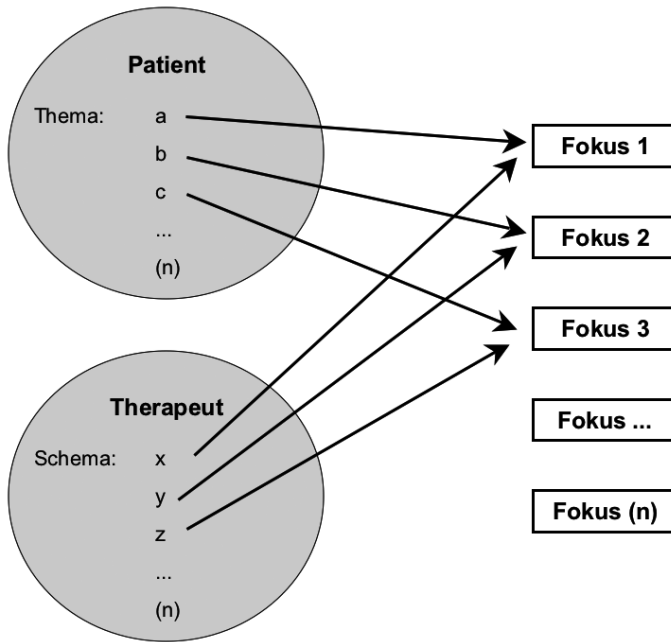 Patient
Thema: a
b
c
...
(n)
Therapeut
Schema: x
y
z
...
(n)
Fokus 1
Fokus 2
Fokus 3
Fokus ...
Fokus (n)